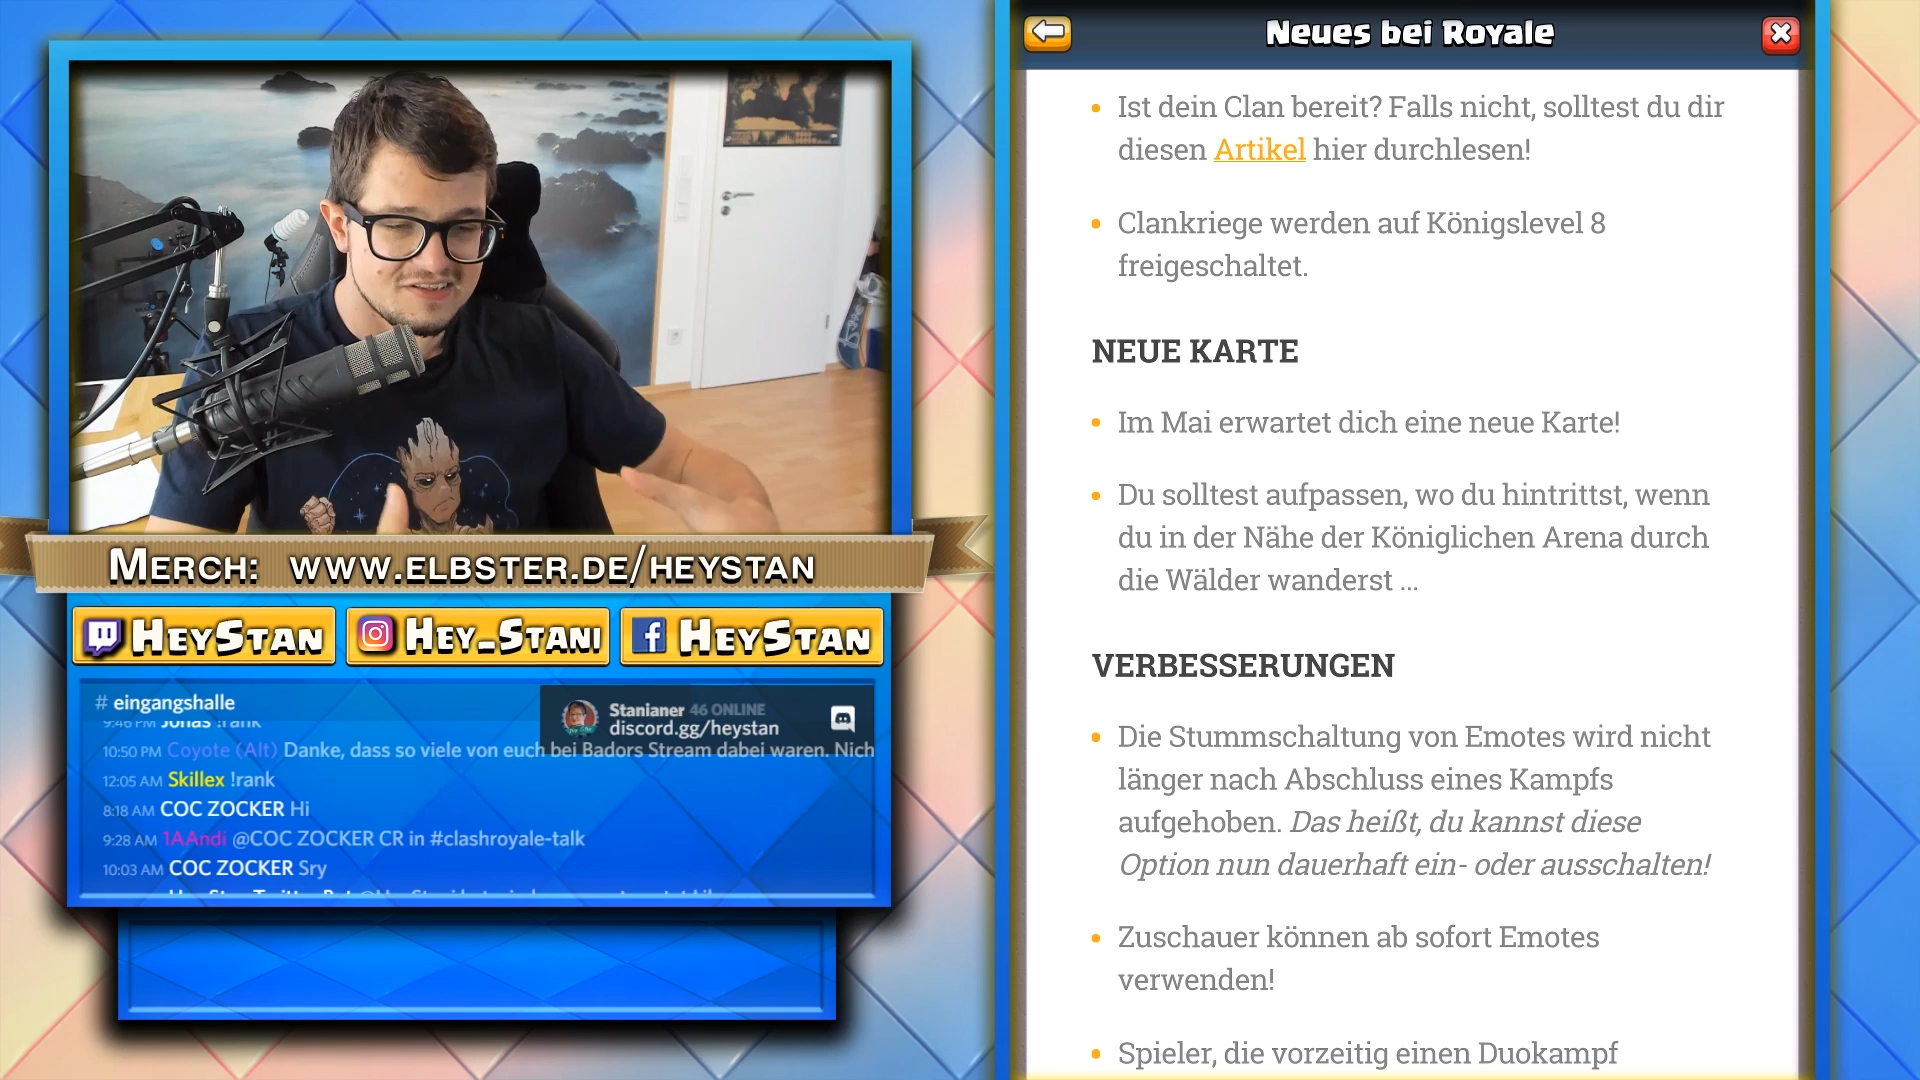 MERCH: WWW.ELBSTER.DE/HEYSTAN
HEYSTAN
HEY_STANI
HEYSTAN
# eingangshalle
Stanianer 46 ONLINE
discord.gg/heystan
9:46 PM Jonas !rank
10:50 PM Coyote (Alt) Danke, dass so viele von euch bei Badors Stream dabei waren. Nich
12:05 AM Skillex !rank
8:18 AM COC ZOCKER Hi
9:28 AM 1AAndi @COC ZOCKER CR in #clashroyale-talk
10:03 AM COC ZOCKER Sry
Neues bei Royale
• Ist dein Clan bereit? Falls nicht, solltest du dir
diesen Artikel hier durchlesen!
• Clankriege werden auf Königslevel 8
freigeschaltet.
NEUE KARTE
• Im Mai erwartet dich eine neue Karte!
• Du solltest aufpassen, wo du hintrittst, wenn
du in der Nähe der Königlichen Arena durch
die Wälder wanderst ...
VERBESSERUNGEN
• Die Stummschaltung von Emotes wird nicht
länger nach Abschluss eines Kampfs
aufgehoben. Das heißt, du kannst diese
Option nun dauerhaft ein- oder ausschalten!
• Zuschauer können ab sofort Emotes
verwenden!
• Spieler, die vorzeitig einen Duokampf